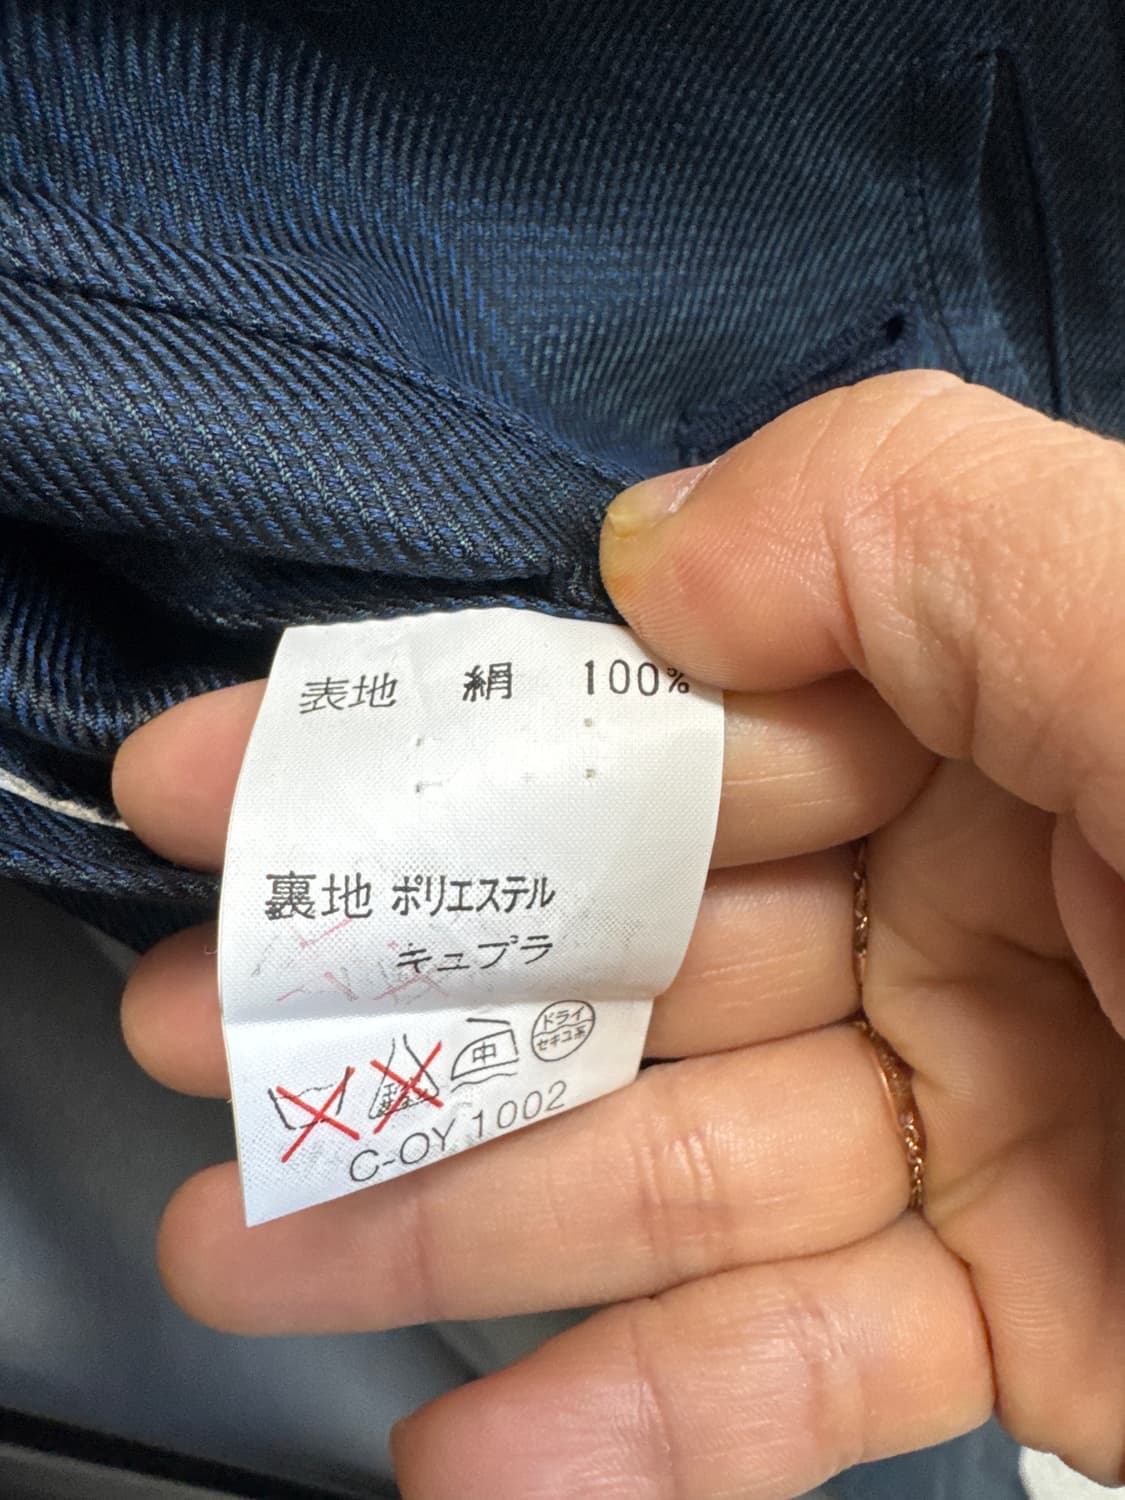 表地 絹 100%
裏地 ポリエステル
キュプラ
中
ドライ
セキユ系
C-OY 1002